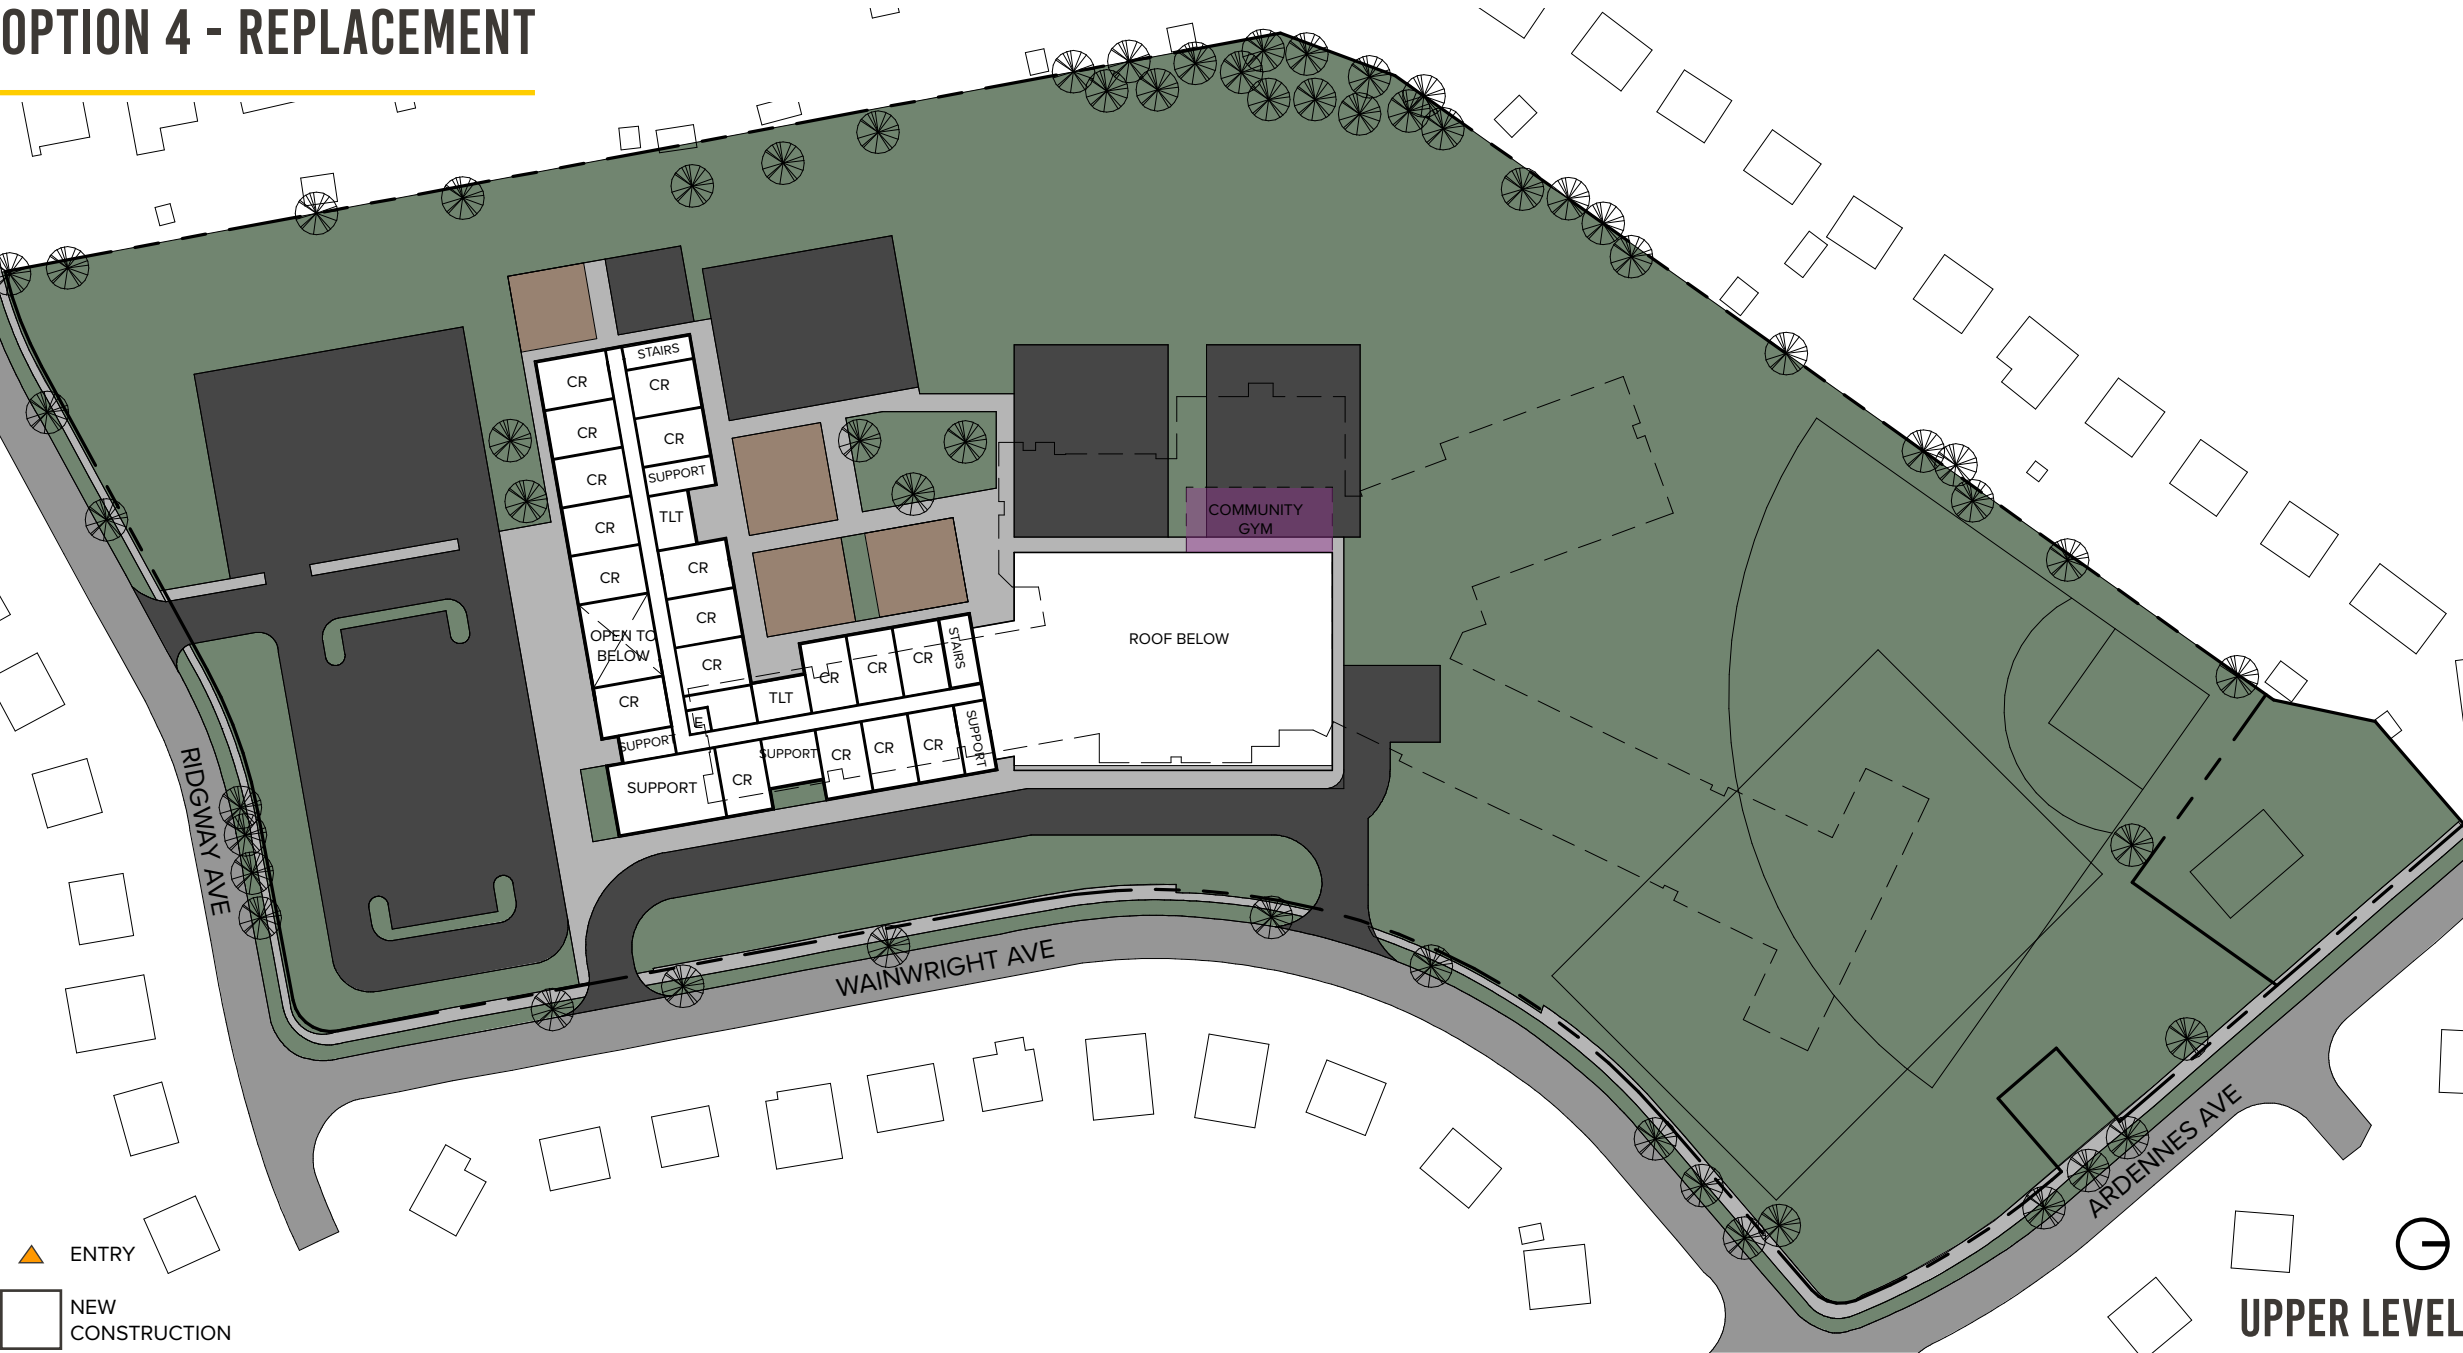 OPTION 4 - REPLACEMENT
STAIRS
CR
CR
CR
CR
CR
SUPPORT
CR
TLT
CR
CR
CR
CR
OPEN TO
BELOW
CR
CR
CR
TLT
CR
CR
CR
STAIRS
E
SUPPORT
SUPPORT
CR
SUPPORT
CR
CR
CR
SUPPORT
COMMUNITY
GYM
ROOF BELOW
RIDGWAY AVE
WAINWRIGHT AVE
ARDENNES AVE
ENTRY
NEW
CONSTRUCTION
UPPER LEVEL